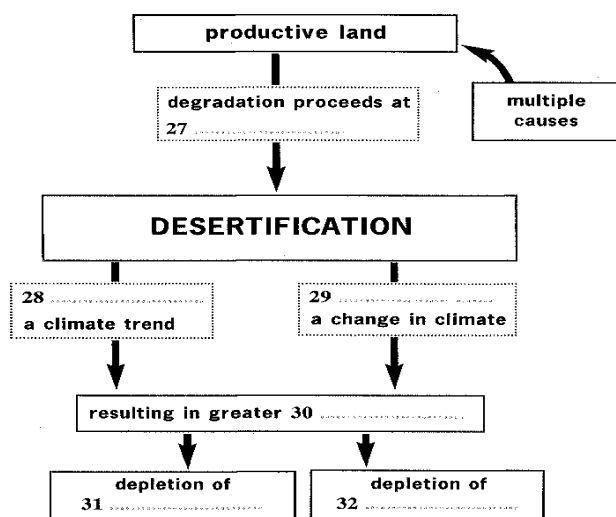 productive land
degradation proceeds at
27
multiple
causes
DESERTIFICATION
28
a climate trend
29
a change in climate
resulting in greater 30
depletion of
31
depletion of
32